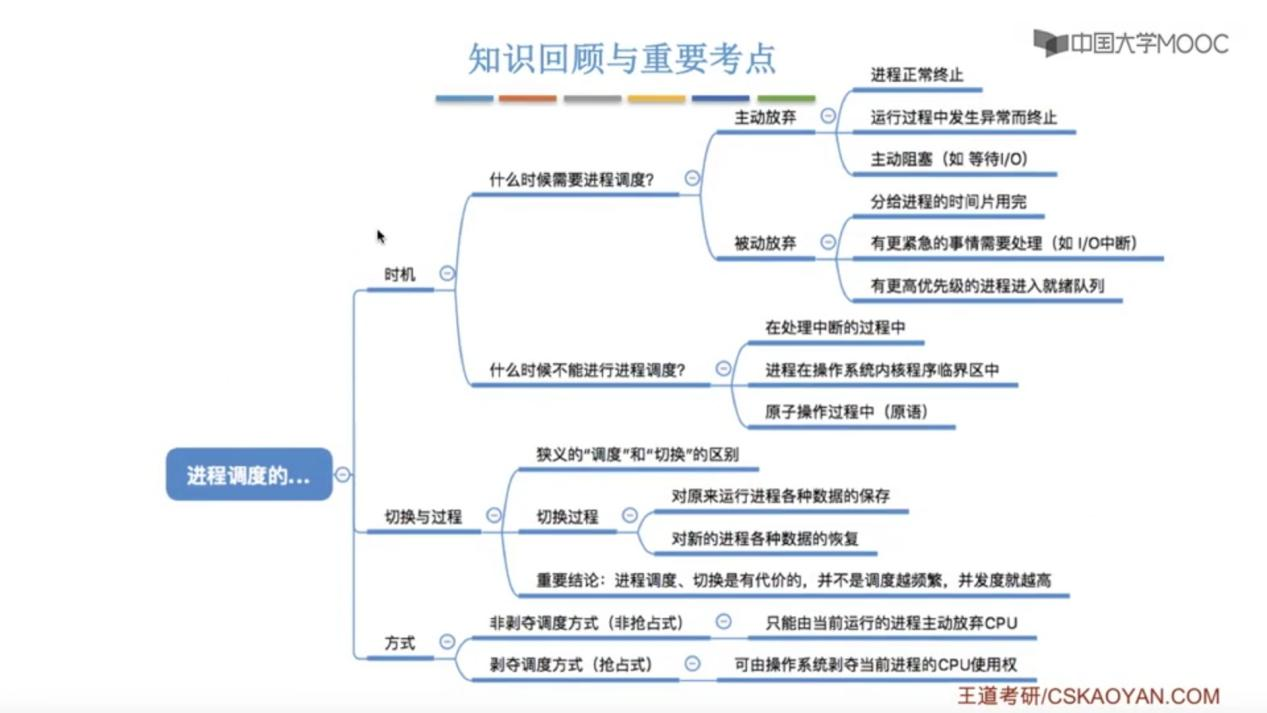 中国大学MOOC
知识回顾与重要考点
进程调度的...
时机
什么时候需要进程调度？
主动放弃
进程正常终止
运行过程中发生异常而终止
主动阻塞（如 等待I/O）
被动放弃
分给进程的时间片用完
有更紧急的事情需要处理（如 I/O中断）
有更高优先级的进程进入就绪队列
什么时候不能进行进程调度？
在处理中断的过程中
进程在操作系统内核程序临界区中
原子操作过程中（原语）
切换与过程
狭义的“调度”和“切换”的区别
切换过程
对原来运行进程各种数据的保存
对新的进程各种数据的恢复
重要结论：进程调度、切换是有代价的，并不是调度越频繁，并发度就越高
方式
非剥夺调度方式（非抢占式）
只能由当前运行的进程主动放弃CPU
剥夺调度方式（抢占式）
可由操作系统剥夺当前进程的CPU使用权
王道考研/CSKAOYAN.COM